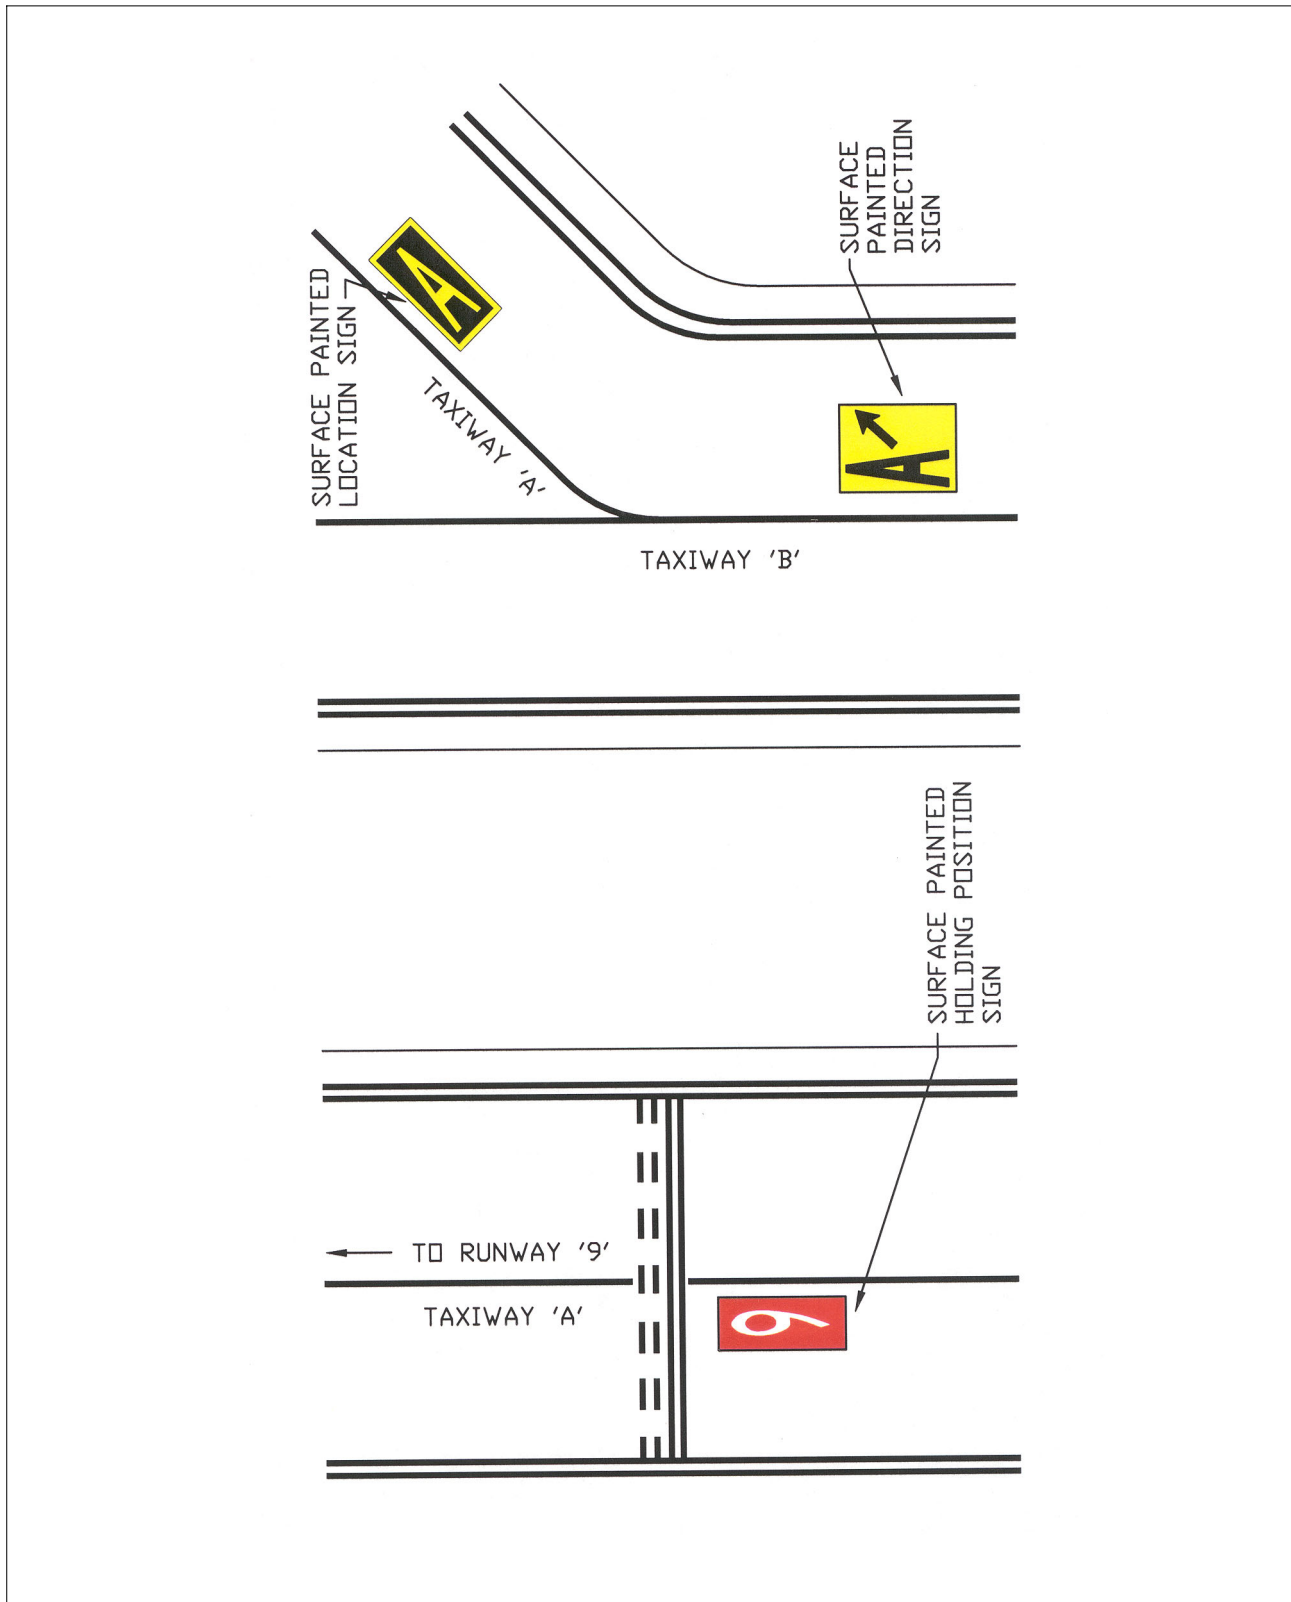 SURFACE PAINTED
LOCATION SIGN
A
TAXIWAY 'A'
SURFACE
PAINTED
DIRECTION
SIGN
A
TAXIWAY 'B'
SURFACE PAINTED
HOLDING POSITION
SIGN
TO RUNWAY '9'
TAXIWAY 'A'
9